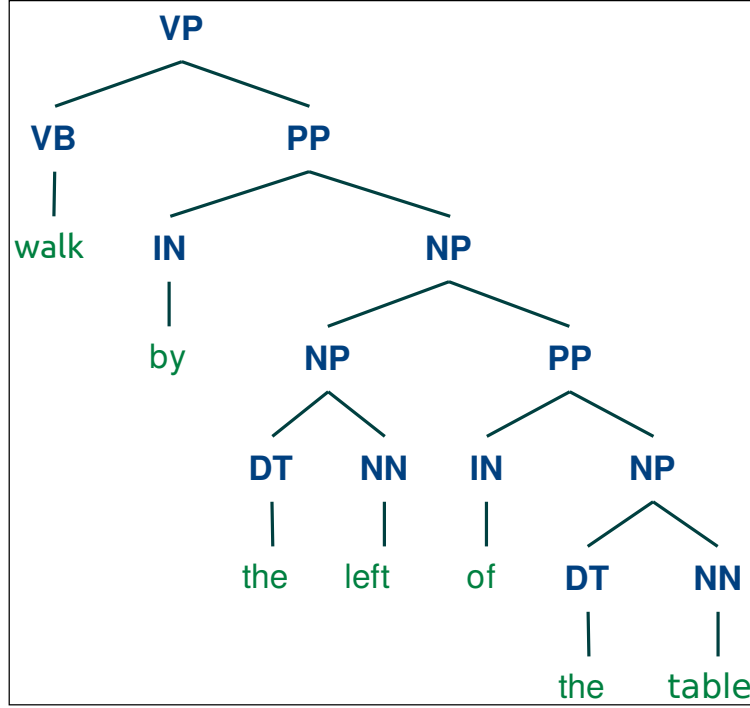 VP
VB PP
walk IN NP
by NP PP
DT NN IN NP
the left of DT NN
the table